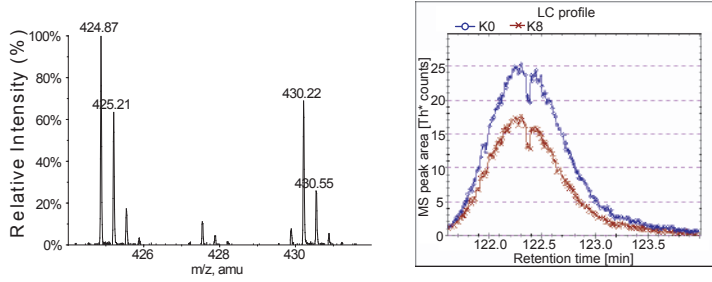 424.87
100%
80%
60%
40%
20%
0%
Relative Intensity (%)
425.21
430.22
430.55
426
428
430
m/z, amu
LC profile
K0 K8
MS peak area [Th* counts]
25
20
15
10
5
0
122.0 122.5 123.0 123.5
Retention time [min]